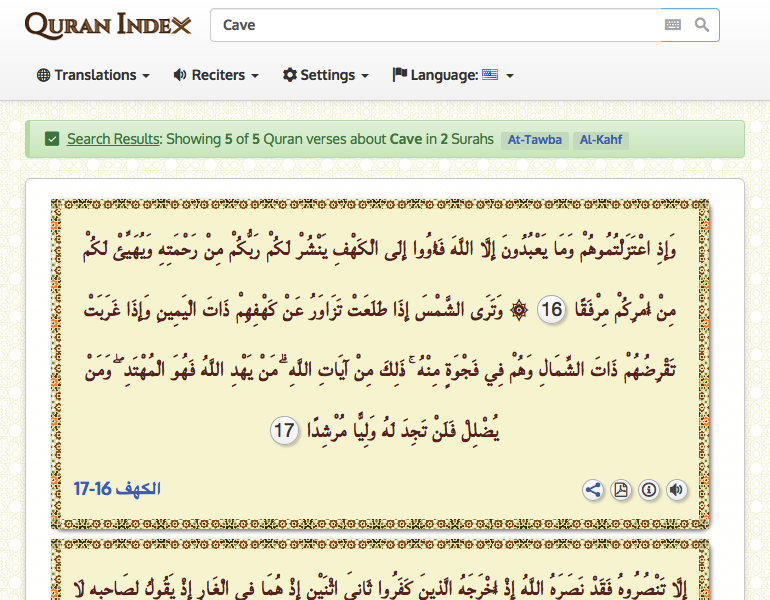 QURAN INDEX
Cave
Translations Reciters Settings Language:
Search Results: Showing 5 of 5 Quran verses about Cave in 2 Surahs At-Tawba Al-Kahf
وَإِذِ اعْتَزَلْتُمُوهُمْ وَمَا يَعْبُدُونَ إِلَّا اللَّهَ فَأْوُوا إِلَى الْكَهْفِ يَنْشُرْ لَكُمْ رَبُّكُمْ مِنْ رَحْمَتِهِ وَيُهَيِّئْ لَكُمْ
مِنْ أَمْرِكُمْ مِرْفَقًا 16 ۞ وَتَرَى الشَّمْسَ إِذَا طَلَعَتْ تَزَاوَرُ عَنْ كَهْفِهِمْ ذَاتَ الْيَمِينِ وَإِذَا غَرَبَتْ
تَقْرِضُهُمْ ذَاتَ الشِّمَالِ وَهُمْ فِي فَجْوَةٍ مِنْهُ ۚ ذَلِكَ مِنْ آيَاتِ اللَّهِ ۗ مَنْ يَهْدِ اللَّهُ فَهُوَ الْمُهْتَدِ ۖ وَمَنْ
يُضْلِلْ فَلَنْ تَجِدَ لَهُ وَلِيًّا مُرْشِدًا 17
الكهف 16-17
إِلَّا تَنْصُرُوهُ فَقَدْ نَصَرَهُ اللَّهُ إِذْ أَخْرَجَهُ الَّذِينَ كَفَرُوا ثَانِيَ اثْنَيْنِ إِذْ هُمَا فِي الْغَارِ إِذْ يَقُولُ لِصَاحِبِهِ لَا